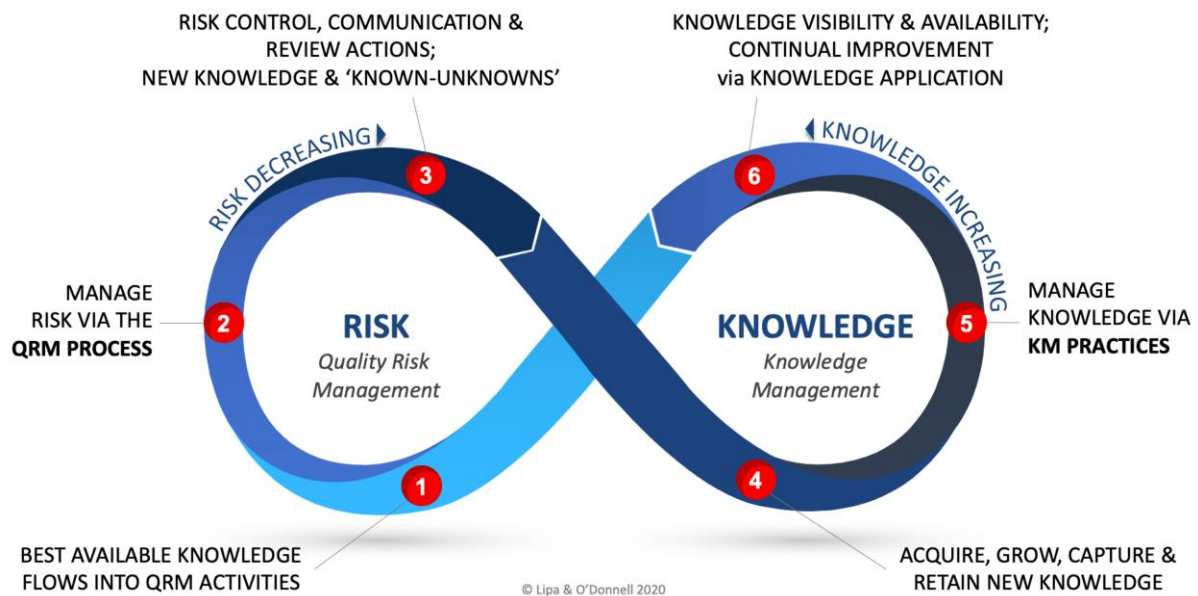 RISK CONTROL, COMMUNICATION &
REVIEW ACTIONS;
NEW KNOWLEDGE & ‘KNOWN-UNKNOWNS’
KNOWLEDGE VISIBILITY & AVAILABILITY;
CONTINUAL IMPROVEMENT
via KNOWLEDGE APPLICATION
RISK DECREASING
KNOWLEDGE INCREASING
3
6
MANAGE
RISK VIA THE
QRM PROCESS
2
RISK
Quality Risk
Management
KNOWLEDGE
Knowledge
Management
5
MANAGE
KNOWLEDGE VIA
KM PRACTICES
1
4
BEST AVAILABLE KNOWLEDGE
FLOWS INTO QRM ACTIVITIES
ACQUIRE, GROW, CAPTURE &
RETAIN NEW KNOWLEDGE
© Lipa & O’Donnell 2020